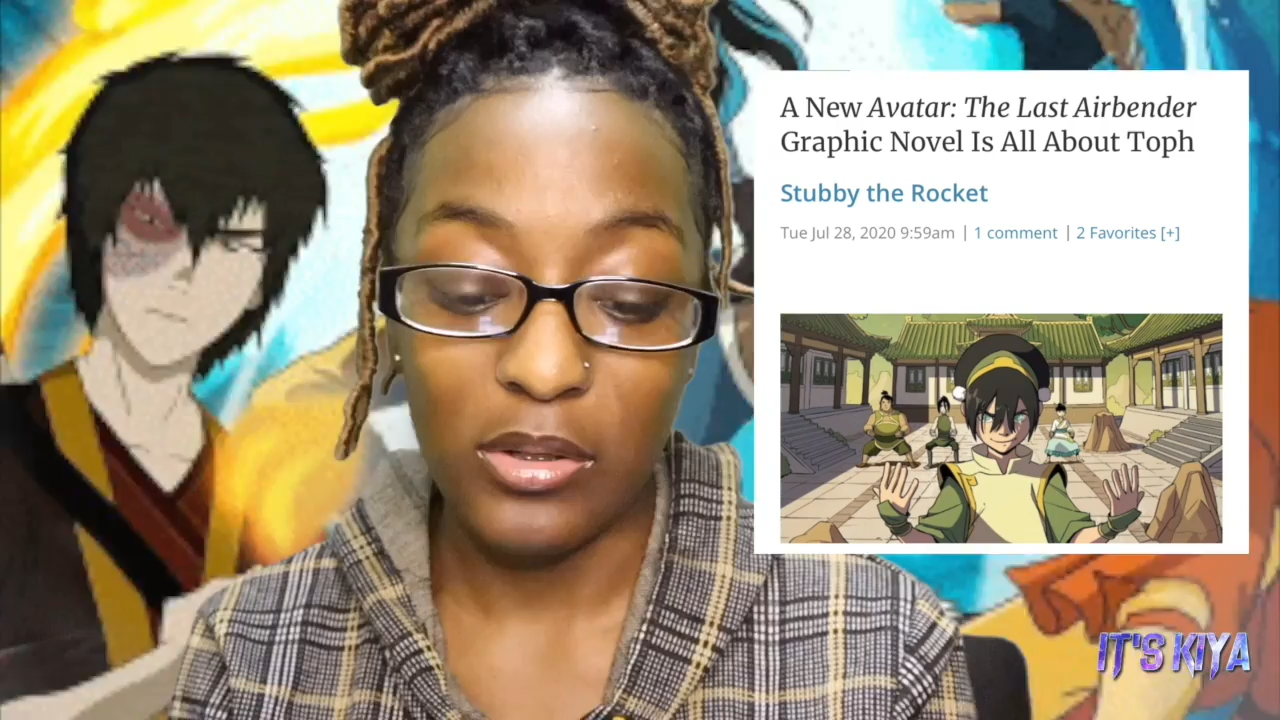 A New Avatar: The Last Airbender
Graphic Novel Is All About Toph
Stubby the Rocket
Tue Jul 28, 2020 9:59am | 1 comment | 2 Favorites [+]
IT'S KIYA